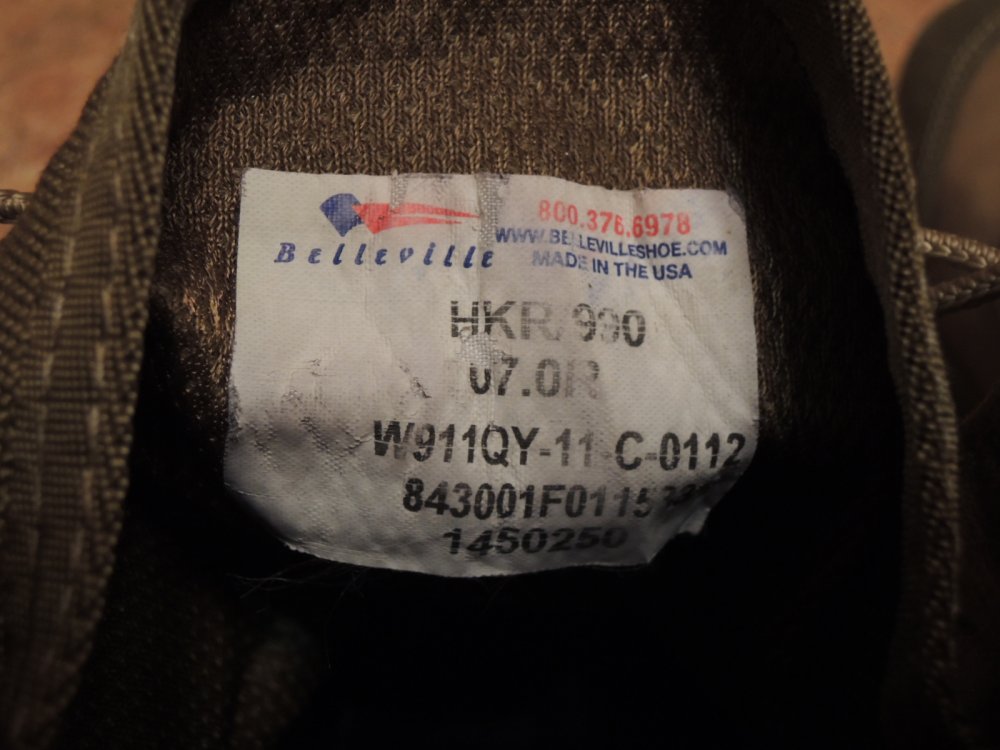 Belleville
800.376.6978
WWW.BELLEVILLESHOE.COM
MADE IN THE USA
HKR/990
07.0R
W911QY-11-C-0112
1450250